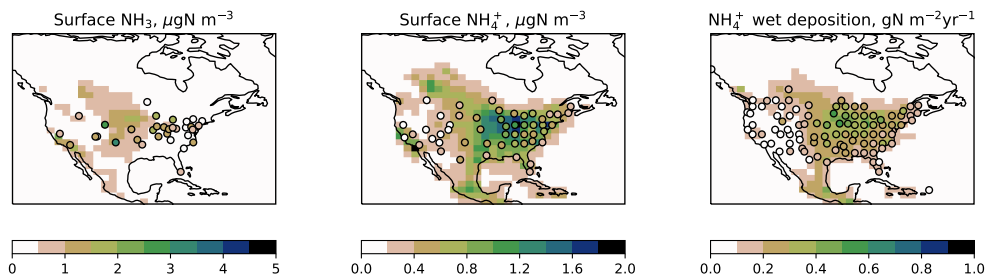 Surface NH₃, μgN m⁻³
Surface NH₄⁺, μgN m⁻³
NH₄⁺ wet deposition, gN m⁻²yr⁻¹
0 1 2 3 4 5
0.0 0.4 0.8 1.2 1.6 2.0
0.0 0.2 0.4 0.6 0.8 1.0